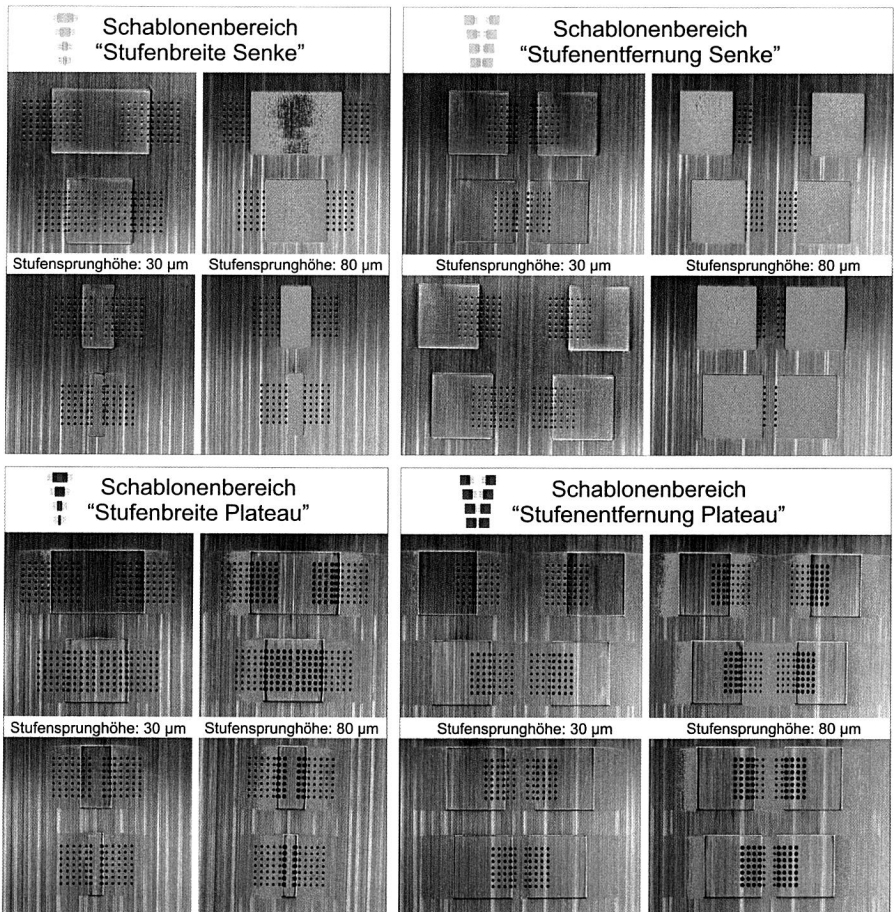 Schablonenbereich
“Stufenbreite Senke”
Stufensprunghöhe: 30 µm
Stufensprunghöhe: 80 µm
Schablonenbereich
“Stufenentfernung Senke”
Stufensprunghöhe: 30 µm
Stufensprunghöhe: 80 µm
Schablonenbereich
“Stufenbreite Plateau”
Stufensprunghöhe: 30 µm
Stufensprunghöhe: 80 µm
Schablonenbereich
“Stufenentfernung Plateau”
Stufensprunghöhe: 30 µm
Stufensprunghöhe: 80 µm